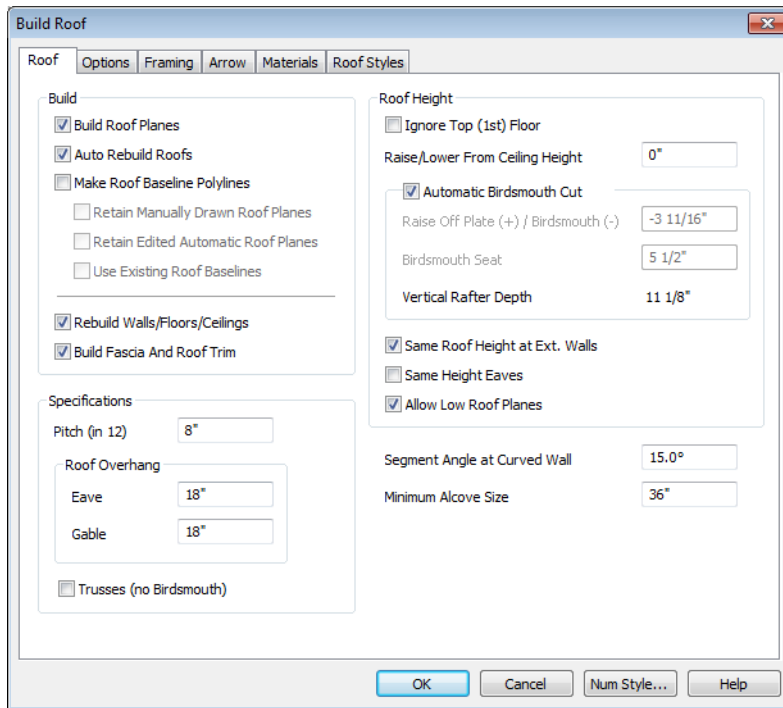 Build Roof
Roof Options Framing Arrow Materials Roof Styles
Build
Build Roof Planes
Auto Rebuild Roofs
Make Roof Baseline Polylines
Retain Manually Drawn Roof Planes
Retain Edited Automatic Roof Planes
Use Existing Roof Baselines
Rebuild Walls/Floors/Ceilings
Build Fascia And Roof Trim
Specifications
Pitch (in 12) 8"
Roof Overhang
Eave 18"
Gable 18"
Trusses (no Birdsmouth)
Roof Height
Ignore Top (1st) Floor
Raise/Lower From Ceiling Height 0"
Automatic Birdsmouth Cut
Raise Off Plate (+) / Birdsmouth (-) -3 11/16"
Birdsmouth Seat 5 1/2"
Vertical Rafter Depth 11 1/8"
Same Roof Height at Ext. Walls
Same Height Eaves
Allow Low Roof Planes
Segment Angle at Curved Wall 15.0°
Minimum Alcove Size 36"
OK Cancel Num Style... Help